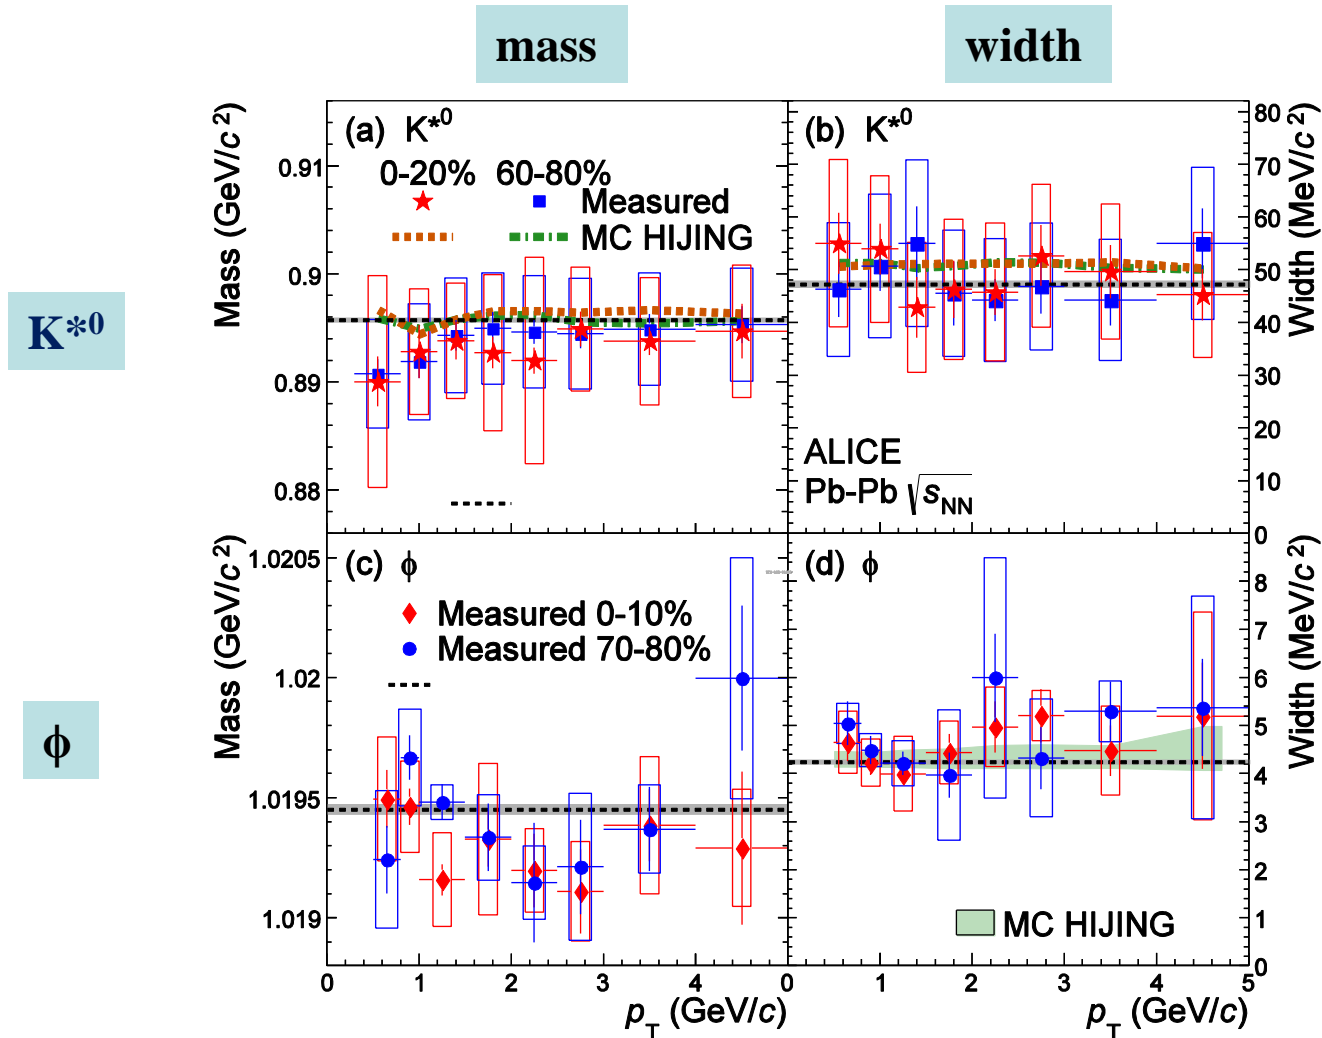 mass
width
K*0
ϕ
Mass (GeV/c2)
0.91
0.9
0.89
0.88
(a) K*0
0-20% 60-80%
Measured
MC HIJING
(b) K*0
ALICE
Pb-Pb √sNN
80
70
60
50
40
30
20
10
0
Width (MeV/c2)
Mass (GeV/c2)
1.0205
1.02
1.0195
1.019
(c) ϕ
Measured 0-10%
Measured 70-80%
(d) ϕ
MC HIJING
8
7
6
5
4
3
2
1
0
Width (MeV/c2)
0 1 2 3 4 0 1 2 3 4 5
pT (GeV/c) pT (GeV/c)